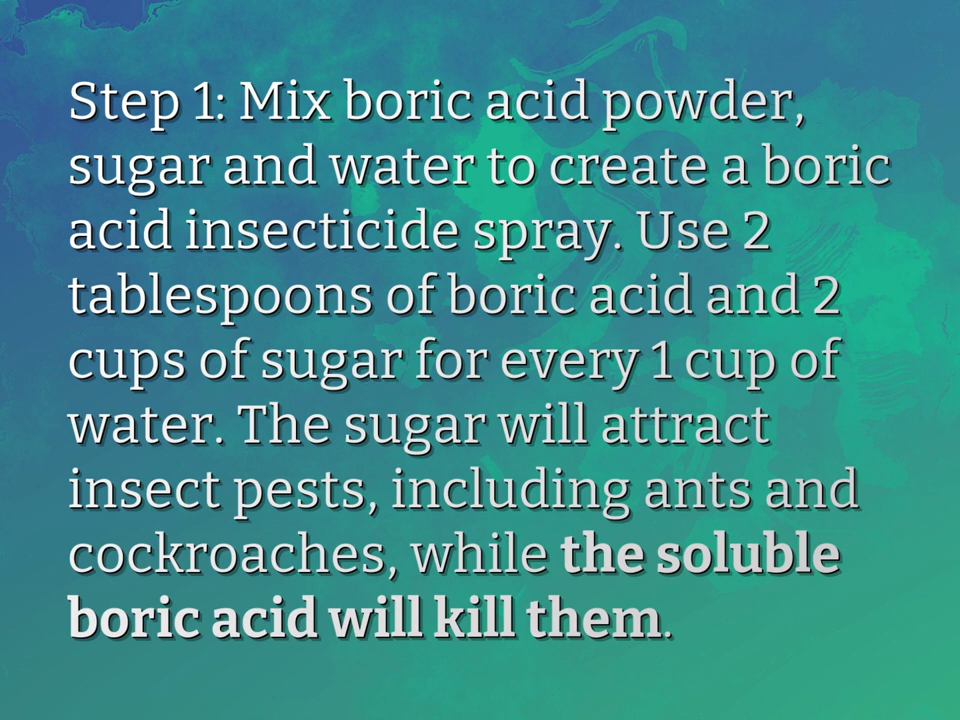 Step 1: Mix boric acid powder,
sugar and water to create a boric
acid insecticide spray. Use 2
tablespoons of boric acid and 2
cups of sugar for every 1 cup of
water. The sugar will attract
insect pests, including ants and
cockroaches, while the soluble
boric acid will kill them.